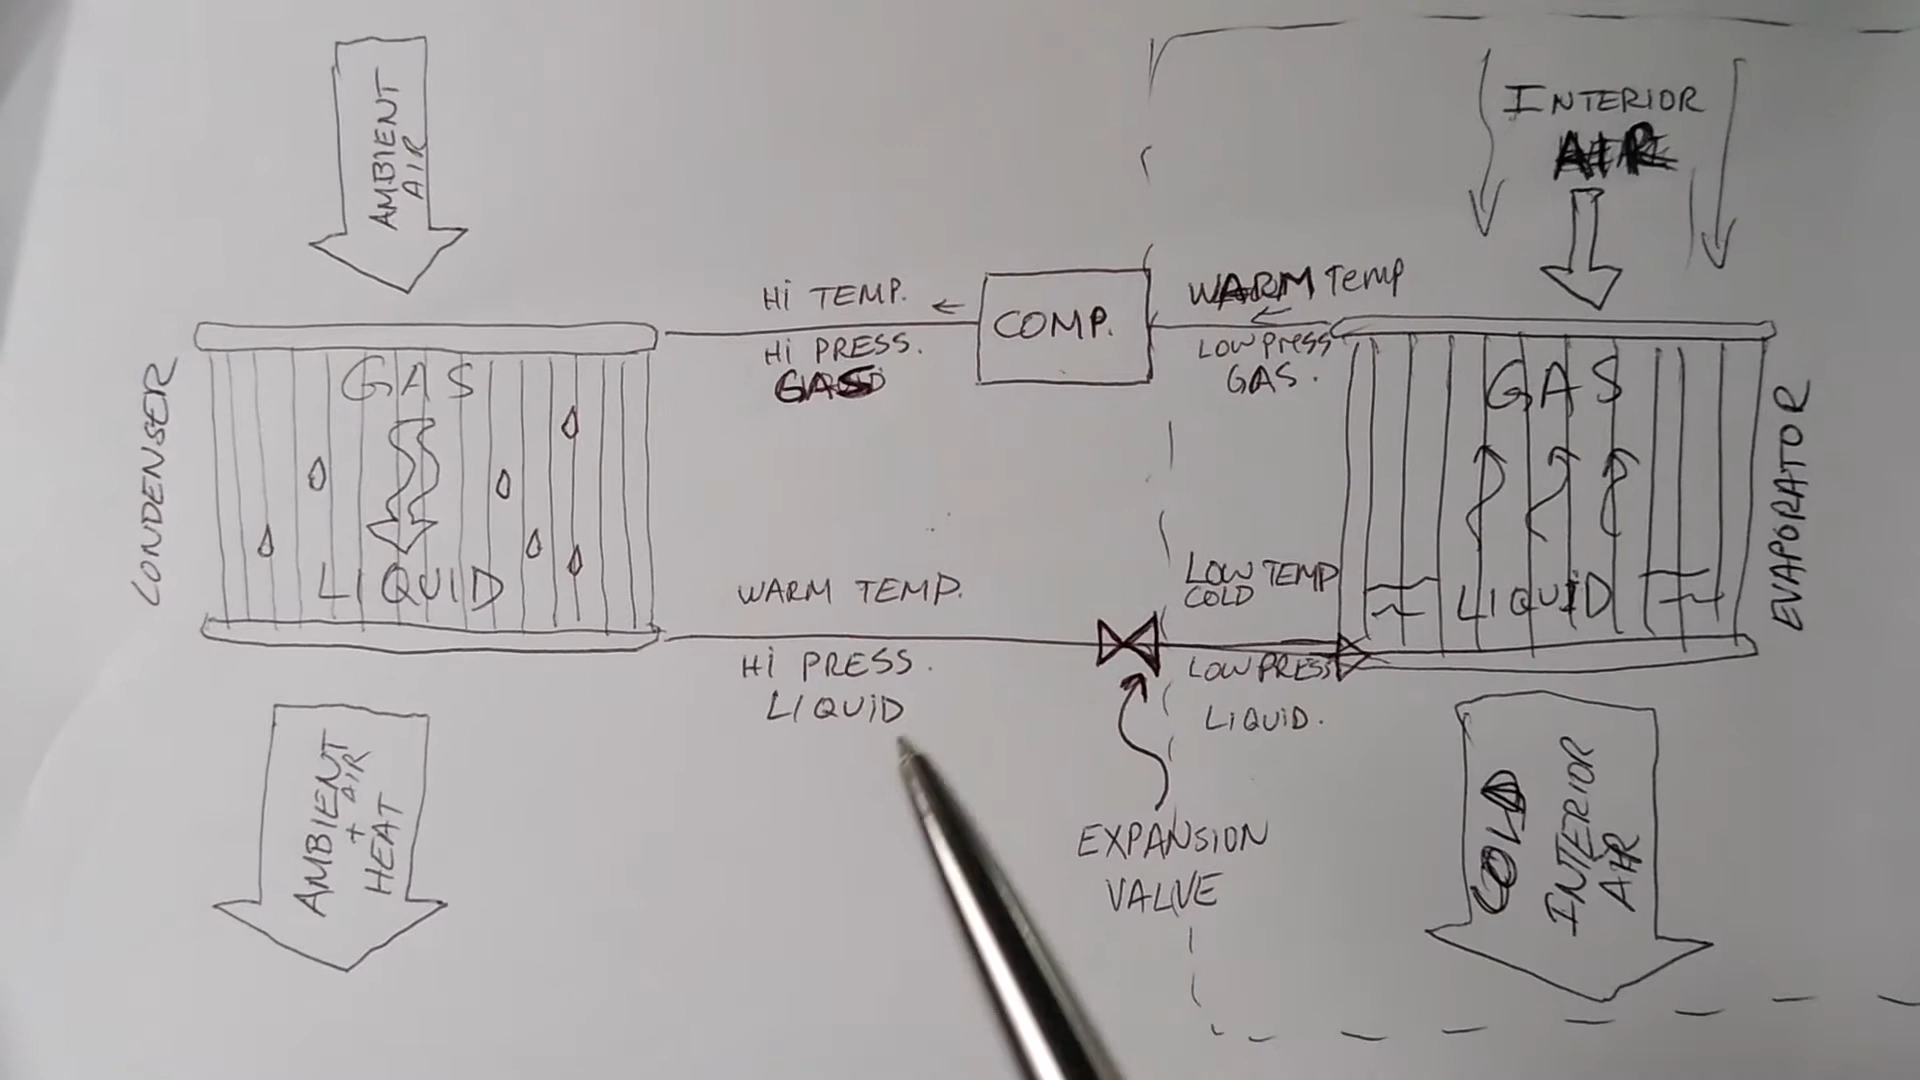 AMBIENT
AIR
INTERIOR
AIR
Hi TEMP.
Hi PRESS.
GAS
COMP.
WARM Temp
LOW PRESS
GAS.
CONDENSER
GAS
LIQUID
GAS
LIQUID
EVAPORATOR
WARM TEMP.
Hi PRESS.
LIQUID
LOW TEMP
COLD
LOW PRESS
LIQUID.
EXPANSION
VALVE
AMBIENT
AIR
+
HEAT
COLD
INTERIOR
AIR